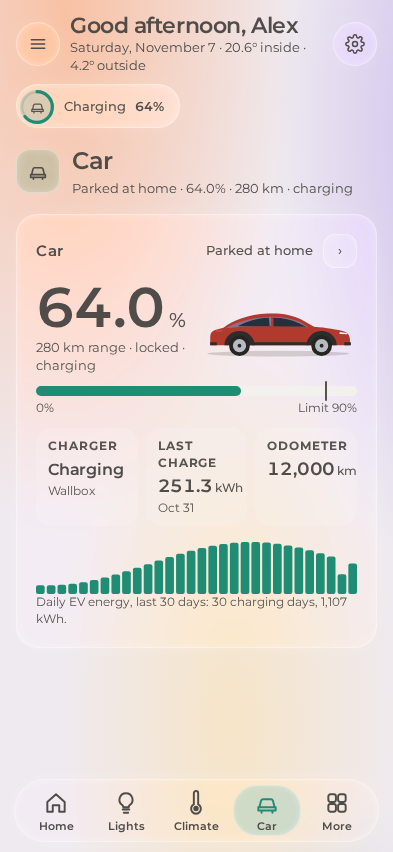 Good afternoon, Alex
Saturday, November 7 · 20.6° inside ·
4.2° outside
Charging 64%
Car
Parked at home · 64.0% · 280 km · charging
Car
Parked at home ›
64.0 %
280 km range · locked ·
charging
0%
Limit 90%
CHARGER
Charging
Wallbox
LAST
CHARGE
251.3 kWh
Oct 31
ODOMETER
12,000 km
Daily EV energy, last 30 days: 30 charging days, 1,107
kWh.
Home
Lights
Climate
Car
More